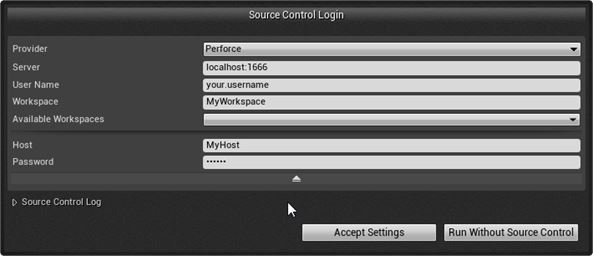 Source Control Login
Provider Perforce
Server localhost:1666
User Name your.username
Workspace MyWorkspace
Available Workspaces
Host MyHost
Password ••••••
Source Control Log
Accept Settings Run Without Source Control